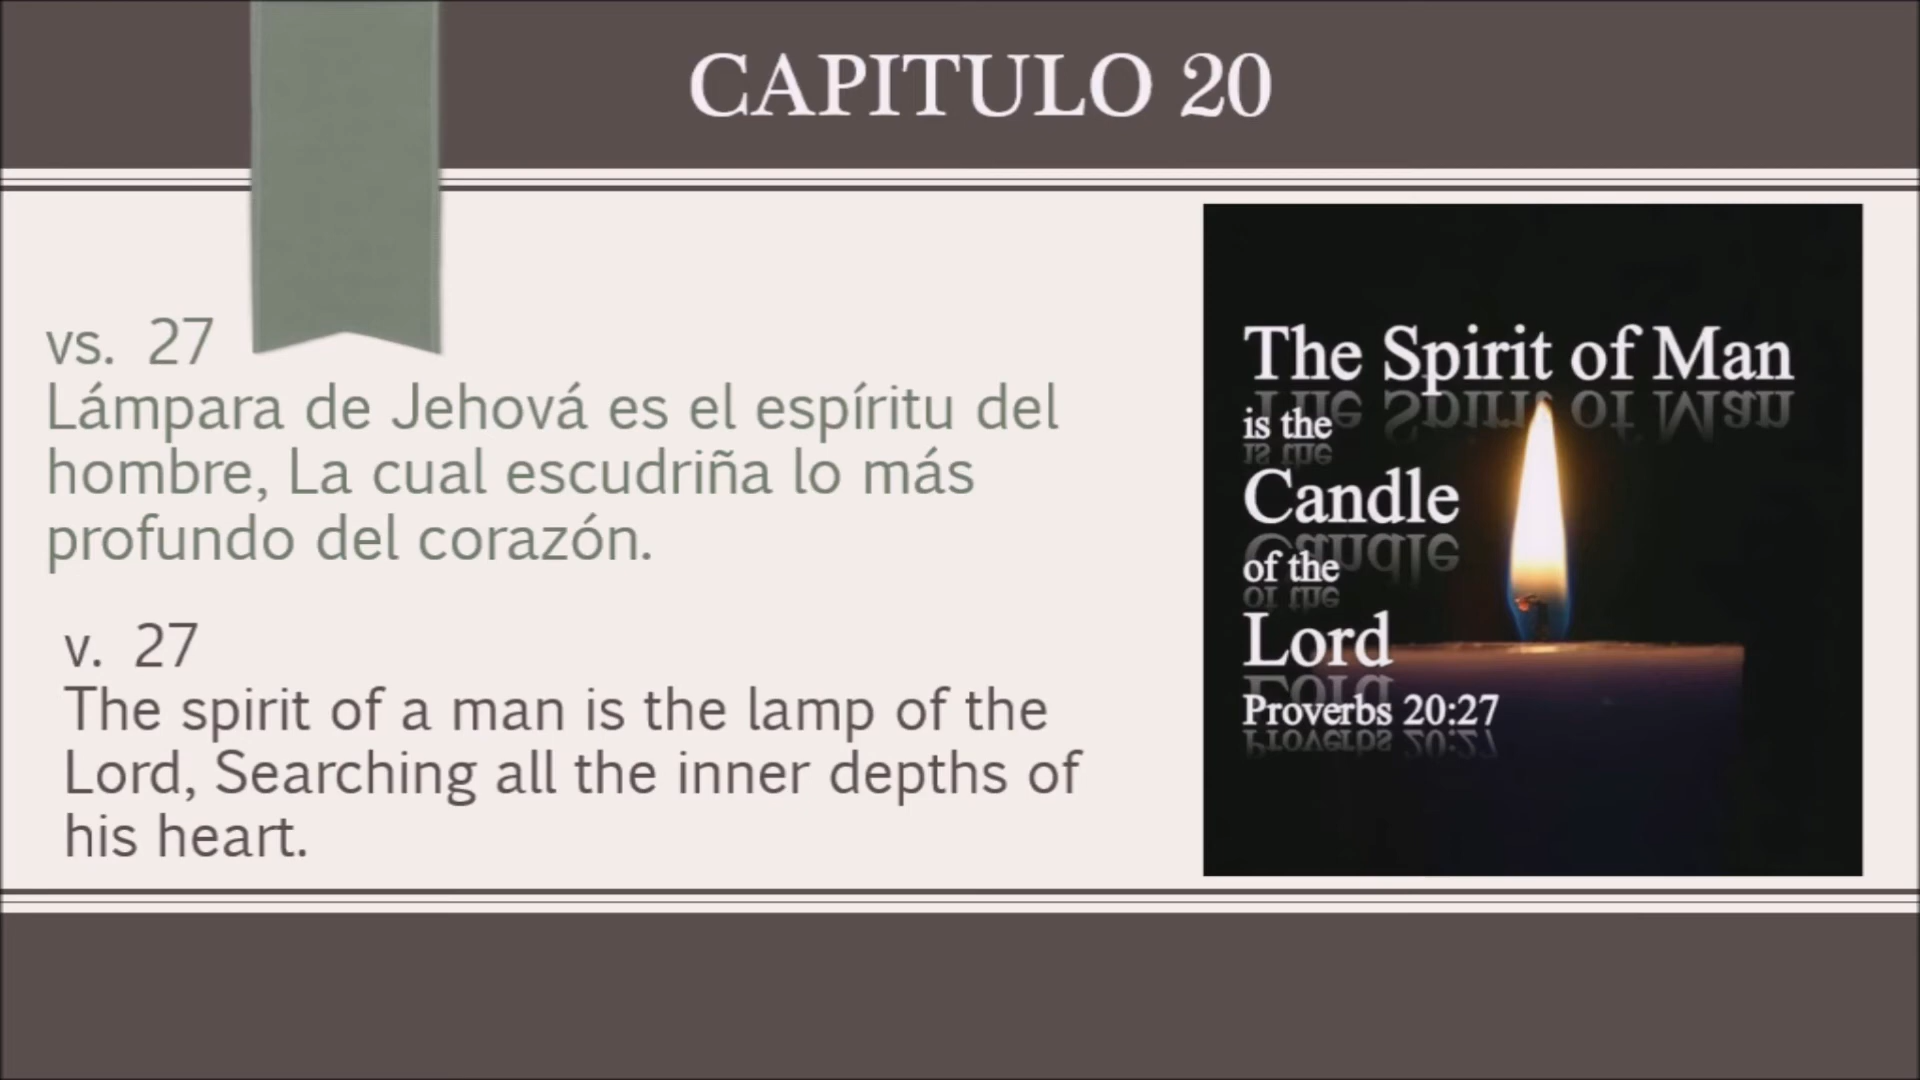 CAPITULO 20
vs. 27
Lámpara de Jehová es el espíritu del
hombre, La cual escudriña lo más
profundo del corazón.
v. 27
The spirit of a man is the lamp of the
Lord, Searching all the inner depths of
his heart.
The Spirit of Man
is the
Candle
of the
Lord
Proverbs 20:27